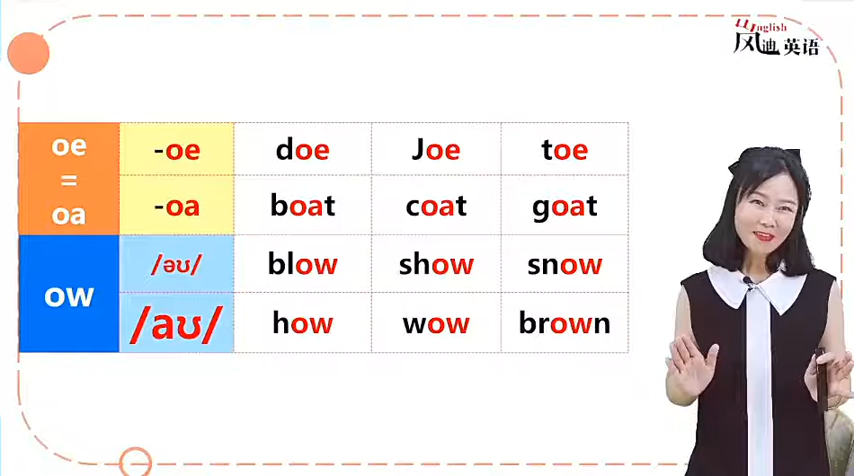 English
风迪英语
oe
=
oa
-oe doe Joe toe
-oa boat coat goat
ow
/əʊ/ blow show snow
/aʊ/ how wow brown